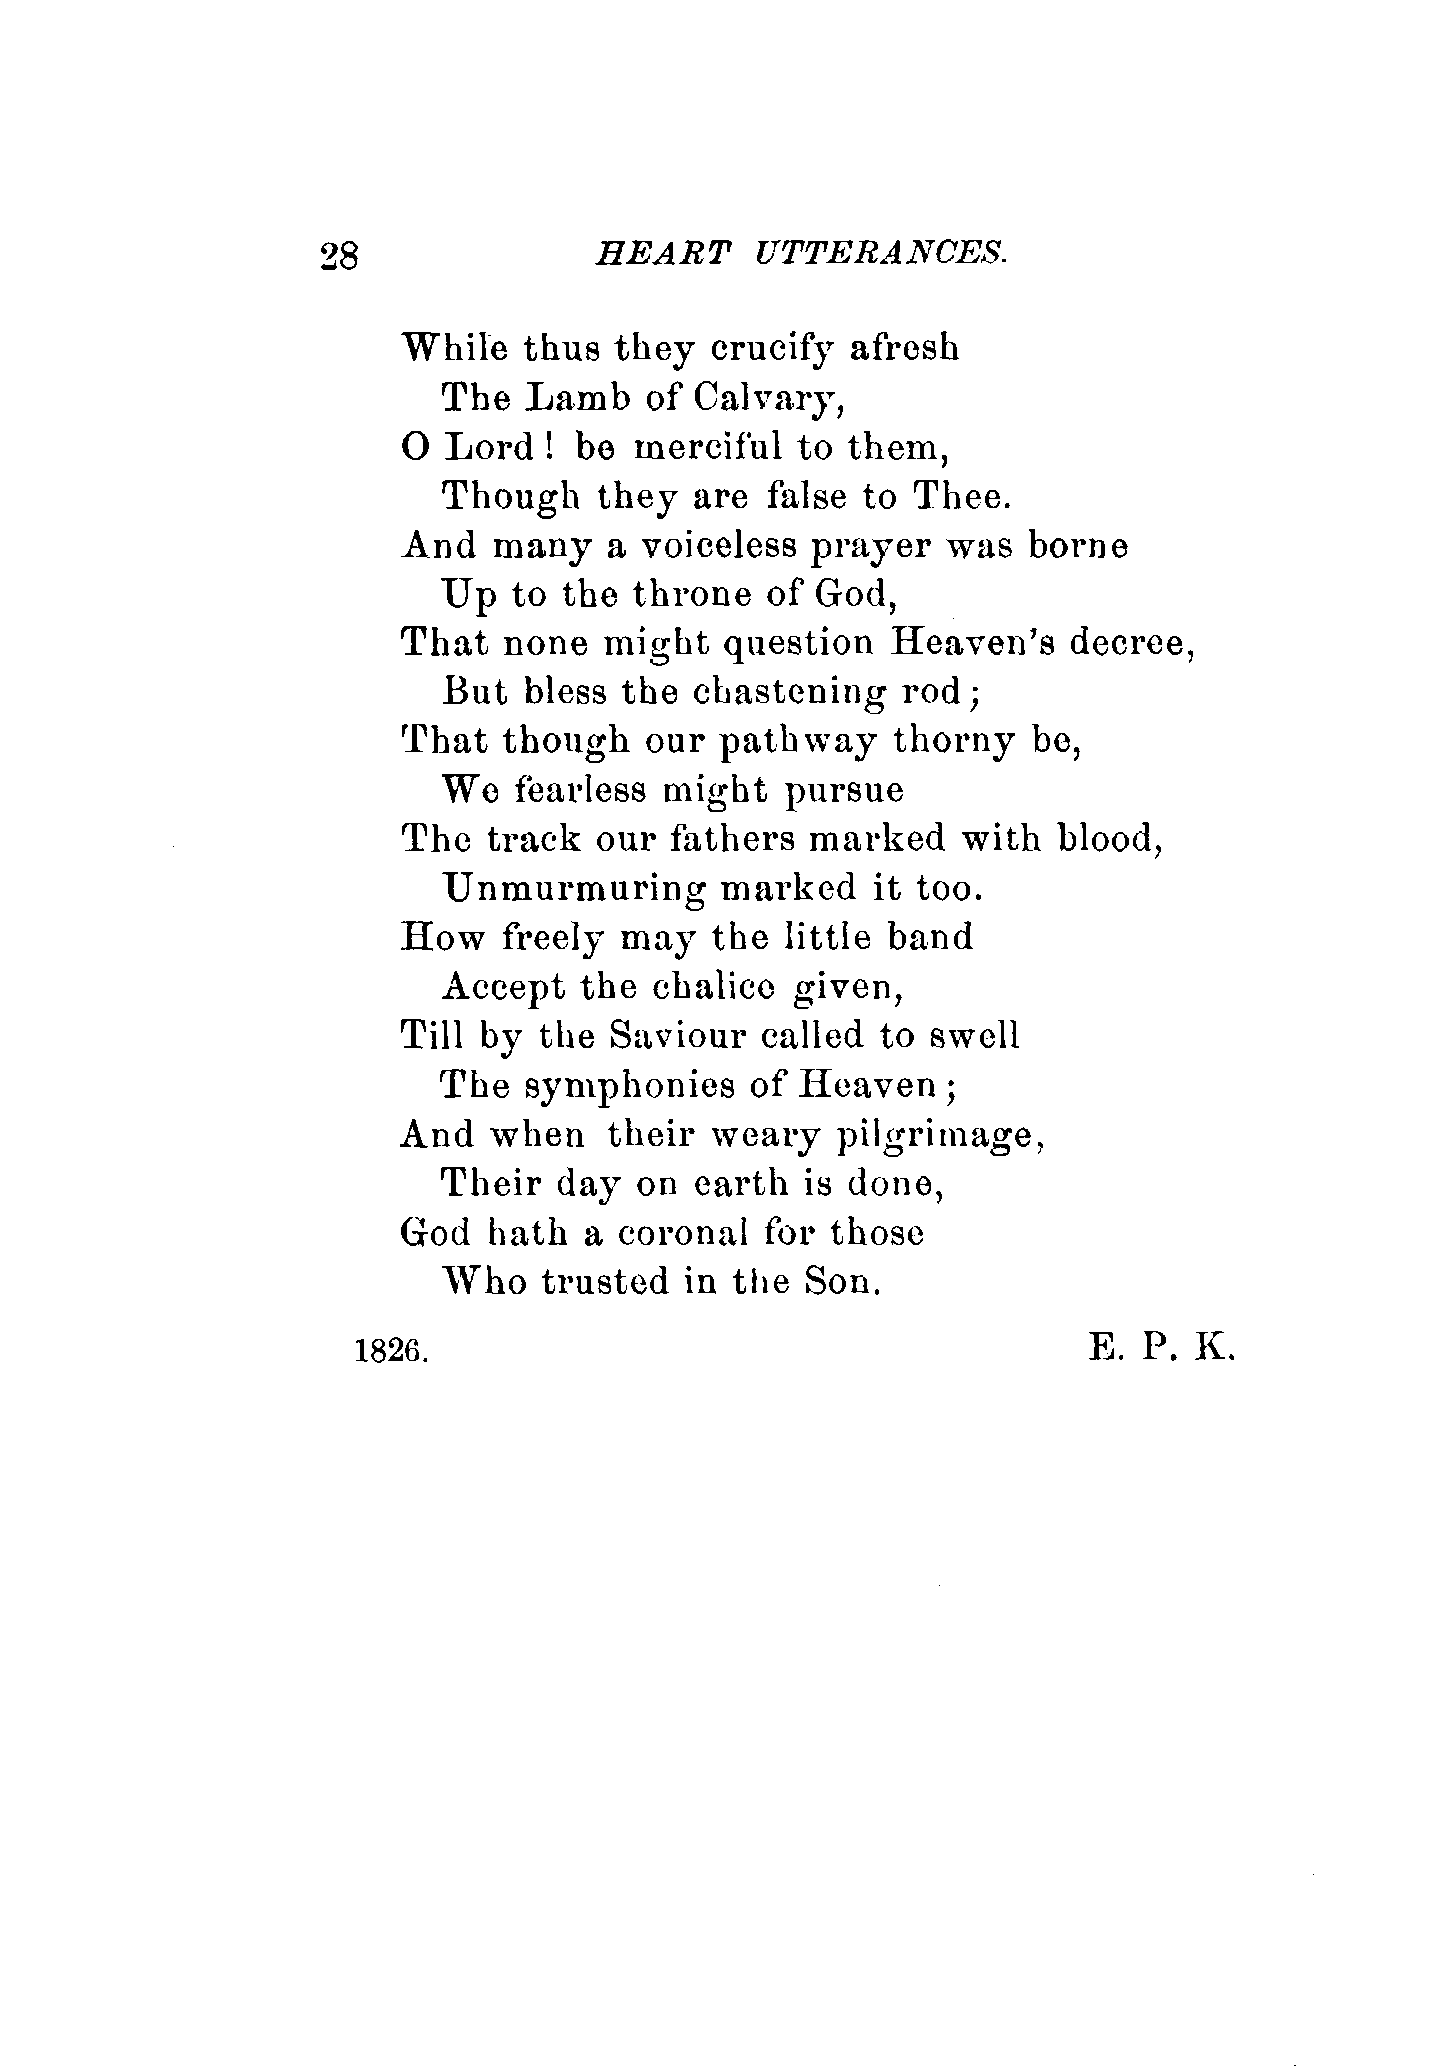 28 HEART UTTERANCES.
While thus they crucify afresh
The Lamb of Calvary,
O Lord! be merciful to them,
Though they are false to Thee.
And many a voiceless prayer was borne
Up to the throne of God,
That none might question Heaven's decree,
But bless the chastening rod;
That though our pathway thorny be,
We fearless might pursue
The track our fathers marked with blood,
Unmurmuring marked it too.
How freely may the little band
Accept the chalice given,
Till by the Saviour called to swell
The symphonies of Heaven;
And when their weary pilgrimage,
Their day on earth is done,
God hath a coronal for those
Who trusted in the Son.
1826. E. P. K.